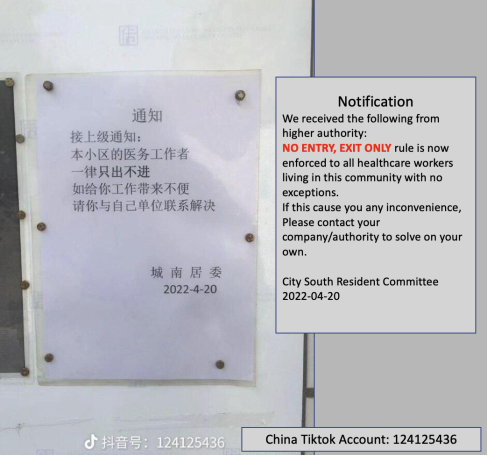 通知
接上级通知：
本小区的医务工作者
一律只出不进
如给你工作带来不便
请你与自己单位联系解决
城南居委
2022-4-20
抖音号：124125436
Notification
We received the following from
higher authority:
NO ENTRY, EXIT ONLY rule is now
enforced to all healthcare workers
living in this community with no
exceptions.
If this cause you any inconvenience,
Please contact your
company/authority to solve on your
own.
City South Resident Committee
2022-04-20
China Tiktok Account: 124125436